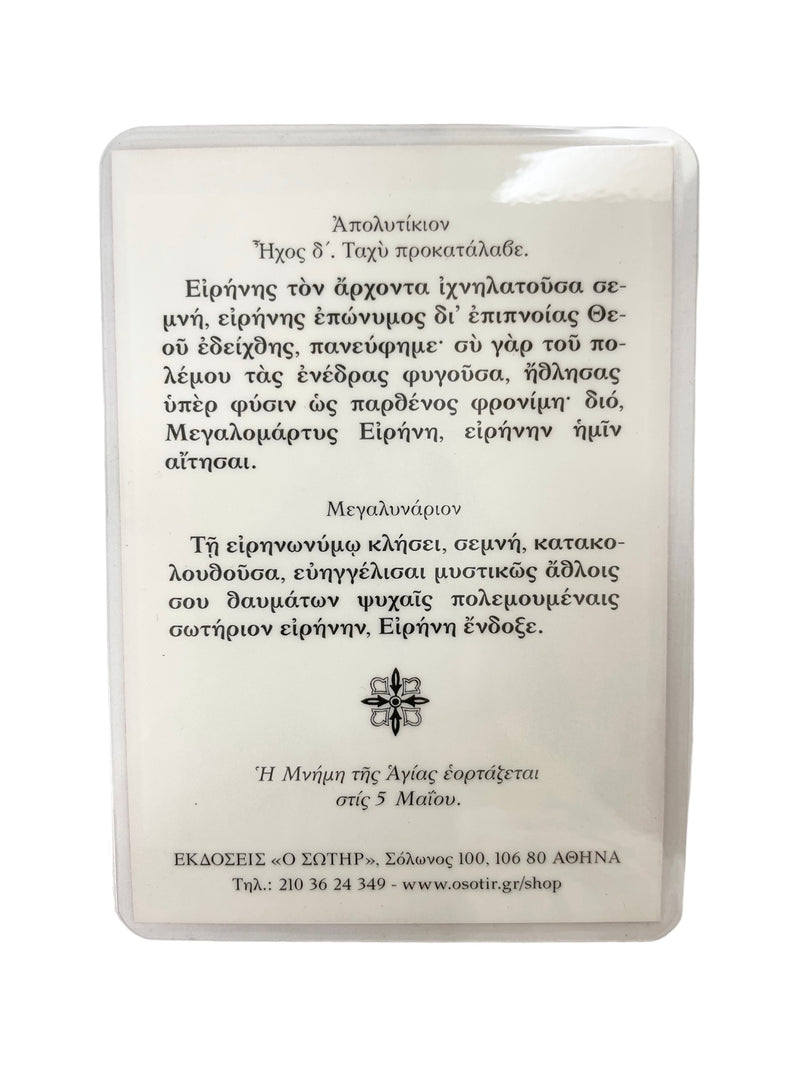 Ἀπολυτίκιον
Ἦχος δ΄. Ταχὺ προκατάλαβε.
Εἰρήνης τὸν ἄρχοντα ἰχνηλατοῦσα σε-
μνή, εἰρήνης ἐπώνυμος δι' ἐπιπνοίας Θε-
οῦ ἐδείχθης, πανεύφημε· σὺ γὰρ τοῦ πο-
λέμου τὰς ἐνέδρας φυγοῦσα, ἤθλησας
ὑπὲρ φύσιν ὡς παρθένος φρονίμη· διό,
Μεγαλομάρτυς Εἰρήνη, εἰρήνην ἡμῖν
αἴτησαι.
Μεγαλυνάριον
Τῇ εἰρηνωνύμῳ κλήσει, σεμνή, κατακο-
λουθοῦσα, εὐηγγέλισαι μυστικῶς ἄθλοις
σου θαυμάτων ψυχαῖς πολεμουμέναις
σωτήριον εἰρήνην, Εἰρήνη ἔνδοξε.
Ἡ Μνήμη τῆς Ἁγίας ἑορτάζεται
στίς 5 Μαΐου.
ΕΚΔΟΣΕΙΣ «Ο ΣΩΤΗΡ», Σόλωνος 100, 106 80 ΑΘΗΝΑ
Τηλ.: 210 36 24 349 - www.osotir.gr/shop